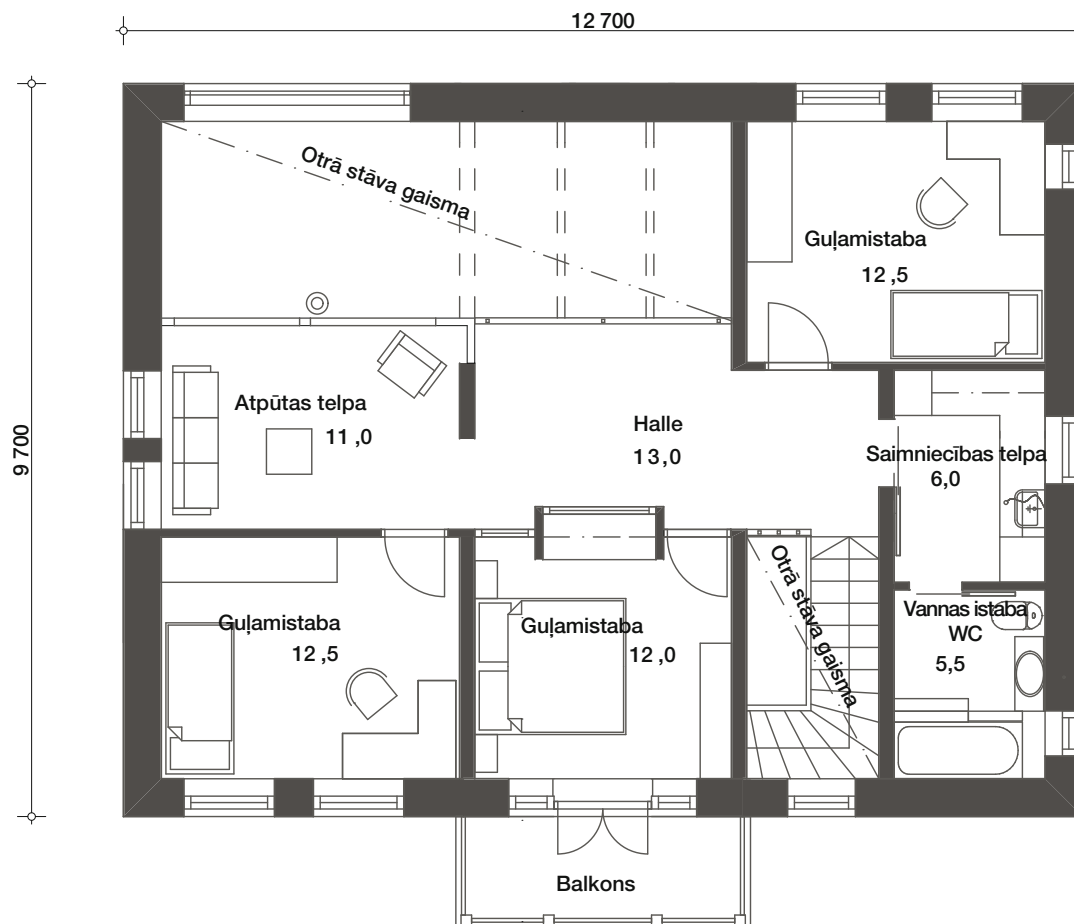 12 700
9 700
Otrā stāva gaisma
Guļamistaba
12 ,5
Atpūtas telpa
11 ,0
Halle
13,0
Saimniecības telpa
6,0
Guļamistaba
12 ,5
Guļamistaba
12 ,0
Otrā stāva gaisma
Vannas istaba
WC
5,5
Balkons